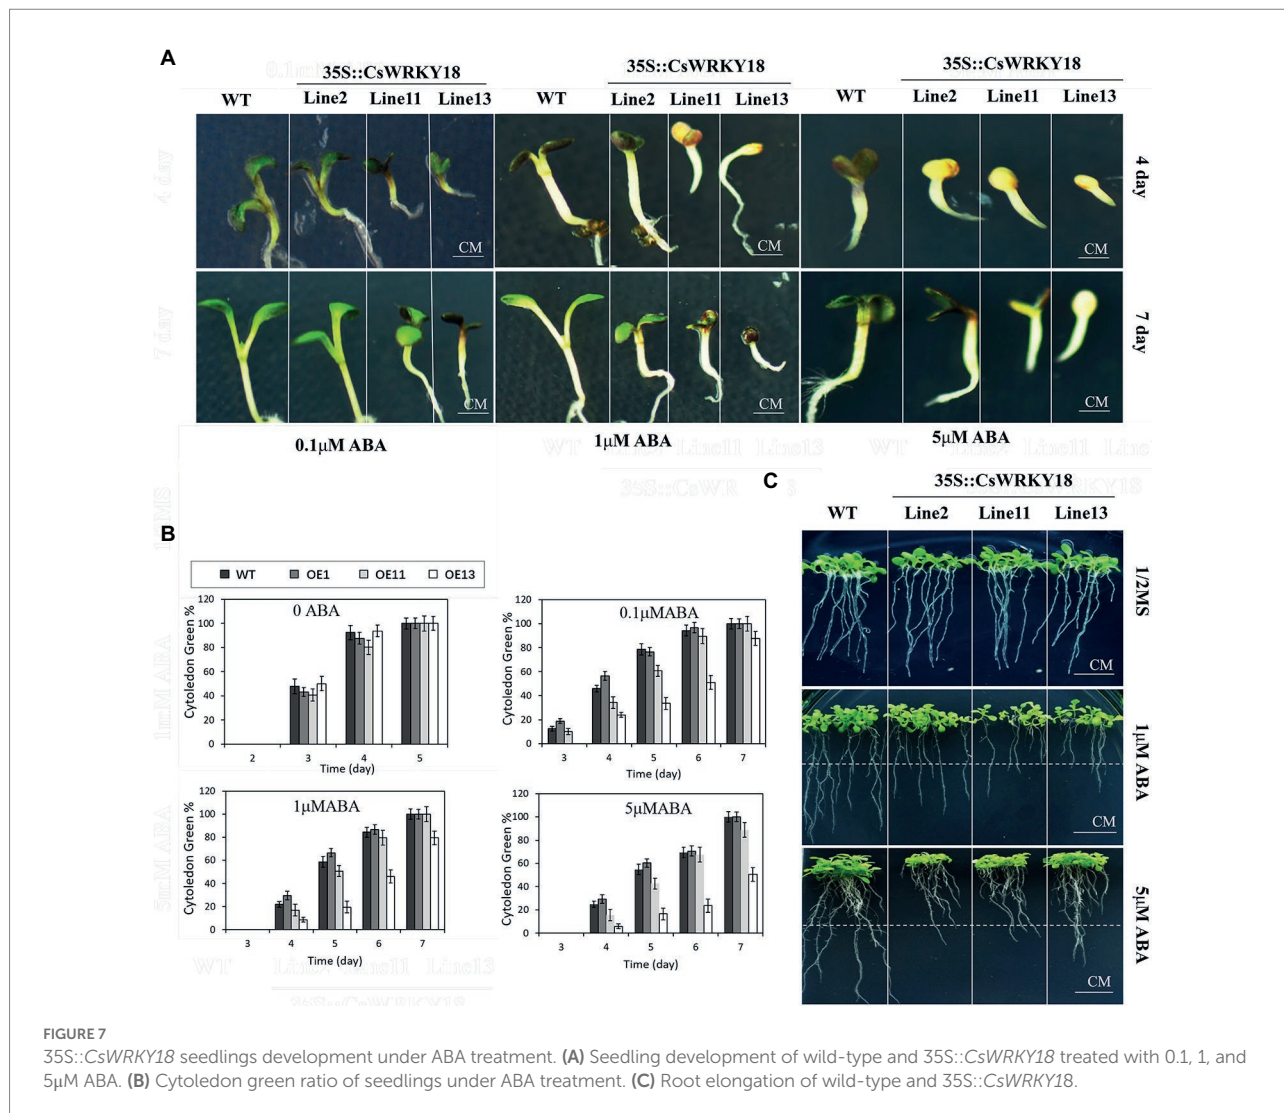 A
35S::CsWRKY18 35S::CsWRKY18 35S::CsWRKY18
WT Line2 Line11 Line13 WT Line2 Line11 Line13 WT Line2 Line11 Line13
4 day 4 day
CM CM CM
7 day 7 day
CM CM CM
0.1μM ABA 1μM ABA 5μM ABA
B
WT OE1 OE11 OE13
0 ABA
Cytoledon Green %
120
100
80
60
40
20
0
2 3 4 5
Time (day)
0.1μMABA
Cytoledon Green %
120
100
80
60
40
20
0
3 4 5 6 7
Time (day)
1μMABA
Cytoledon Green %
120
100
80
60
40
20
0
3 4 5 6 7
Time (day)
5μMABA
Cytoledon Green %
120
100
80
60
40
20
0
3 4 5 6 7
Time (day)
C
35S::CsWRKY18
WT Line2 Line11 Line13
1/2MS
CM
1μM ABA
CM
5μM ABA
CM
WT Line11 Line13
FIGURE 7
35S::CsWRKY18 seedlings development under ABA treatment. (A) Seedling development of wild-type and 35S::CsWRKY18 treated with 0.1, 1, and
5μM ABA. (B) Cytoledon green ratio of seedlings under ABA treatment. (C) Root elongation of wild-type and 35S::CsWRKY18.